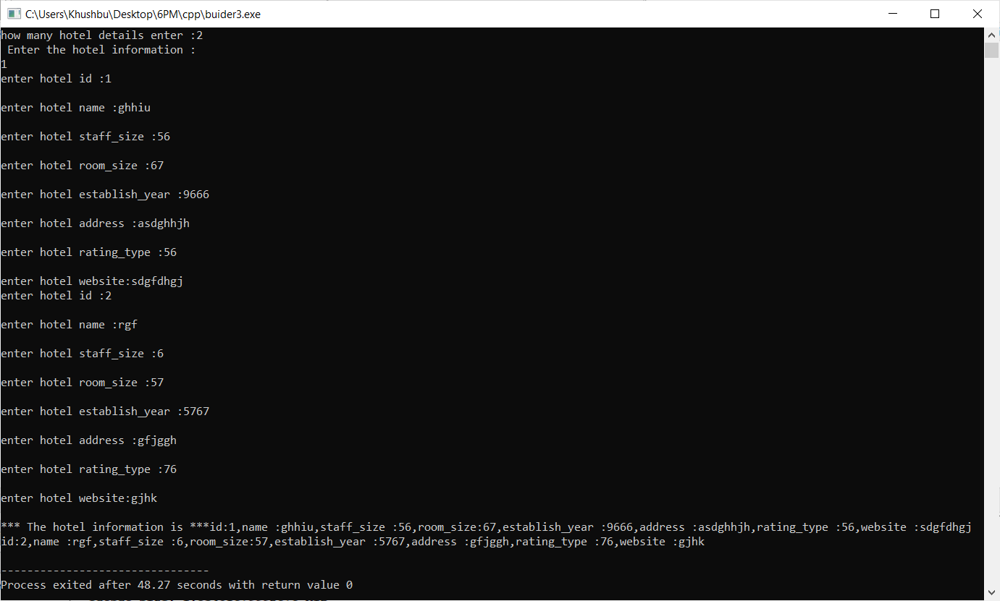 C:\Users\Khushbu\Desktop\6PM\cpp\buider3.exe
how many hotel details enter :2
 Enter the hotel information :
1
enter hotel id :1
enter hotel name :ghhiu
enter hotel staff_size :56
enter hotel room_size :67
enter hotel establish_year :9666
enter hotel address :asdghhjh
enter hotel rating_type :56
enter hotel website:sdgfdhgj
enter hotel id :2
enter hotel name :rgf
enter hotel staff_size :6
enter hotel room_size :57
enter hotel establish_year :5767
enter hotel address :gfjggh
enter hotel rating_type :76
enter hotel website:gjhk
*** The hotel information is ***id:1,name :ghhiu,staff_size :56,room_size:67,establish_year :9666,address :asdghhjh,rating_type :56,website :sdgfdhgj
id:2,name :rgf,staff_size :6,room_size:57,establish_year :5767,address :gfjggh,rating_type :76,website :gjhk
--------------------------------
Process exited after 48.27 seconds with return value 0